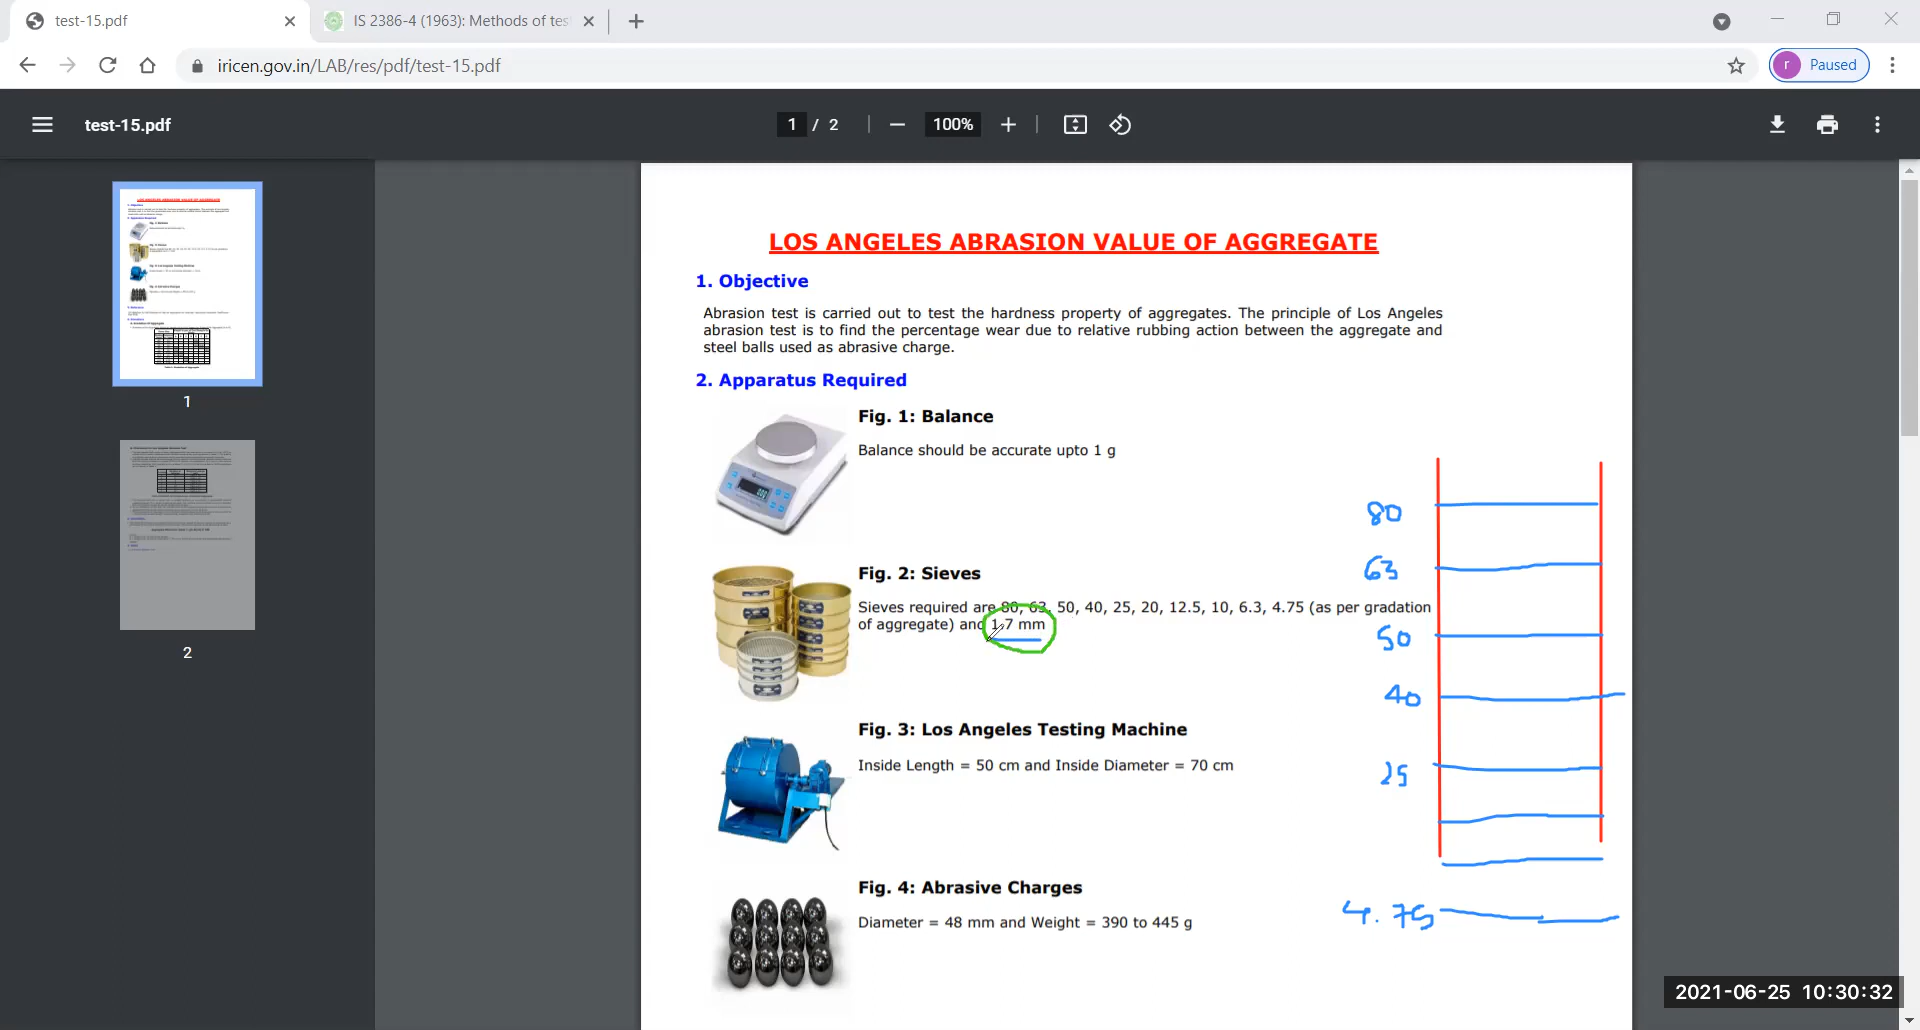 test-15.pdf
IS 2386-4 (1963): Methods of tes
iricen.gov.in/LAB/res/pdf/test-15.pdf
r Paused
test-15.pdf
1 / 2
100%
1
2
LOS ANGELES ABRASION VALUE OF AGGREGATE
1. Objective
Abrasion test is carried out to test the hardness property of aggregates. The principle of Los Angeles
abrasion test is to find the percentage wear due to relative rubbing action between the aggregate and
steel balls used as abrasive charge.
2. Apparatus Required
Fig. 1: Balance
Balance should be accurate upto 1 g
80
63
Fig. 2: Sieves
Sieves required are 80, 63, 50, 40, 25, 20, 12.5, 10, 6.3, 4.75 (as per gradation
of aggregate) and 1.7 mm
50
40
Fig. 3: Los Angeles Testing Machine
Inside Length = 50 cm and Inside Diameter = 70 cm
25
Fig. 4: Abrasive Charges
Diameter = 48 mm and Weight = 390 to 445 g
4.75
2021-06-25 10:30:32